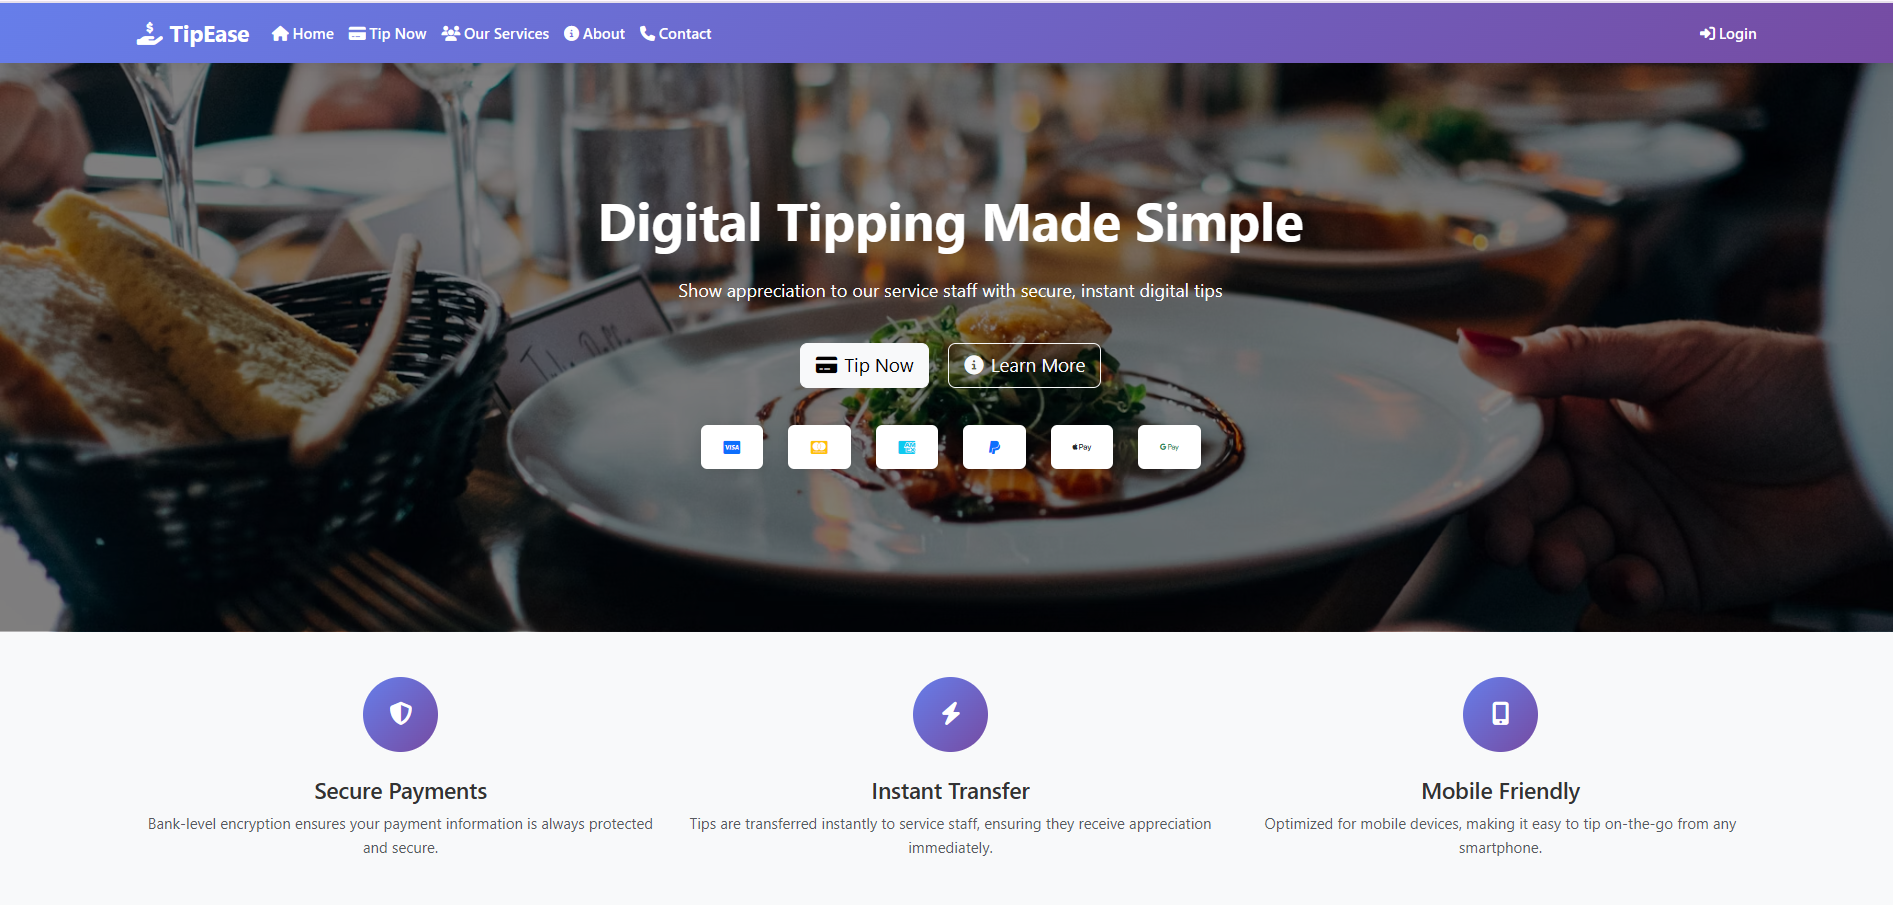 TipEase Home Tip Now Our Services About Contact Login
Digital Tipping Made Simple
Show appreciation to our service staff with secure, instant digital tips
Tip Now Learn More
VISA AMEX P Pay G Pay
Secure Payments
Bank-level encryption ensures your payment information is always protected
and secure.
Instant Transfer
Tips are transferred instantly to service staff, ensuring they receive appreciation
immediately.
Mobile Friendly
Optimized for mobile devices, making it easy to tip on-the-go from any
smartphone.